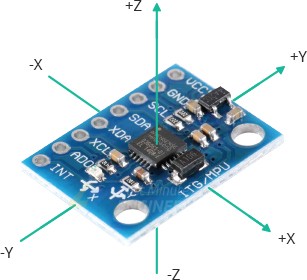 +Z
-X
+Y
VCC
GND
SCL
SDA
XDA
XCL
ADO
INT
ITG/MPU
X
Y
-Y
+X
-Z